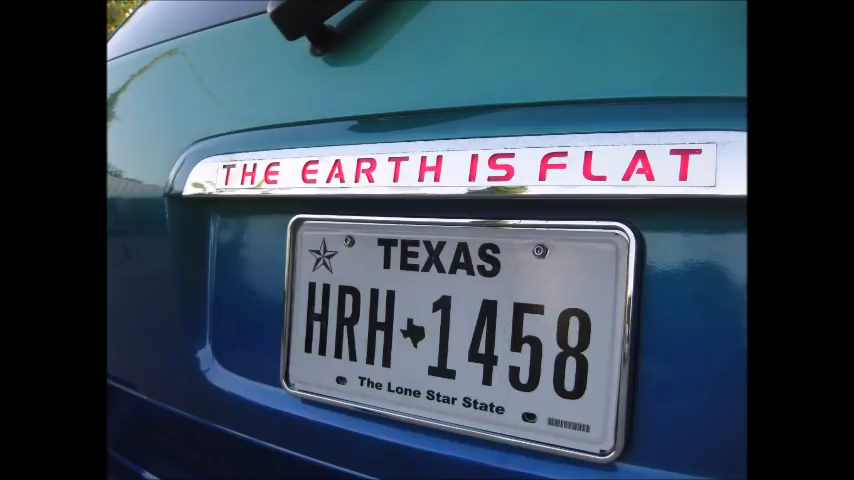 THE EARTH IS FLAT
TEXAS
HRH 1458
The Lone Star State